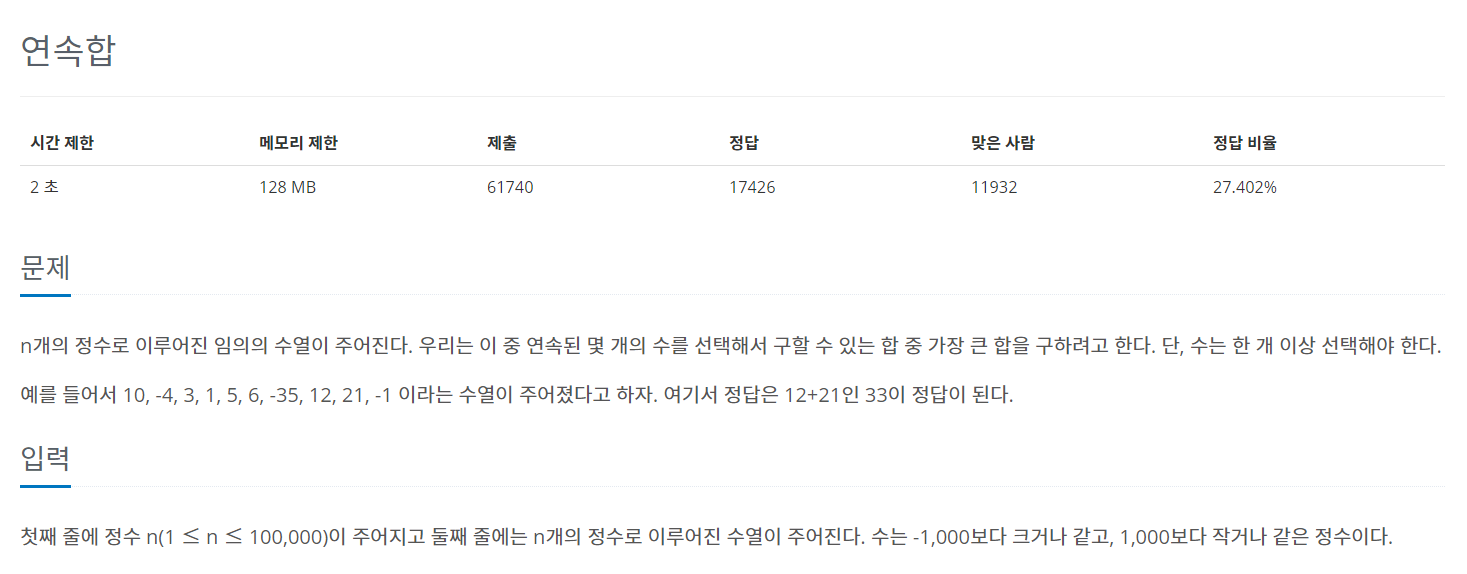 연속합
시간 제한 메모리 제한 제출 정답 맞은 사람 정답 비율
2 초 128 MB 61740 17426 11932 27.402%
문제
n개의 정수로 이루어진 임의의 수열이 주어진다. 우리는 이 중 연속된 몇 개의 수를 선택해서 구할 수 있는 합 중 가장 큰 합을 구하려고 한다. 단, 수는 한 개 이상 선택해야 한다.
예를 들어서 10, -4, 3, 1, 5, 6, -35, 12, 21, -1 이라는 수열이 주어졌다고 하자. 여기서 정답은 12+21인 33이 정답이 된다.
입력
첫째 줄에 정수 n(1 ≤ n ≤ 100,000)이 주어지고 둘째 줄에는 n개의 정수로 이루어진 수열이 주어진다. 수는 -1,000보다 크거나 같고, 1,000보다 작거나 같은 정수이다.